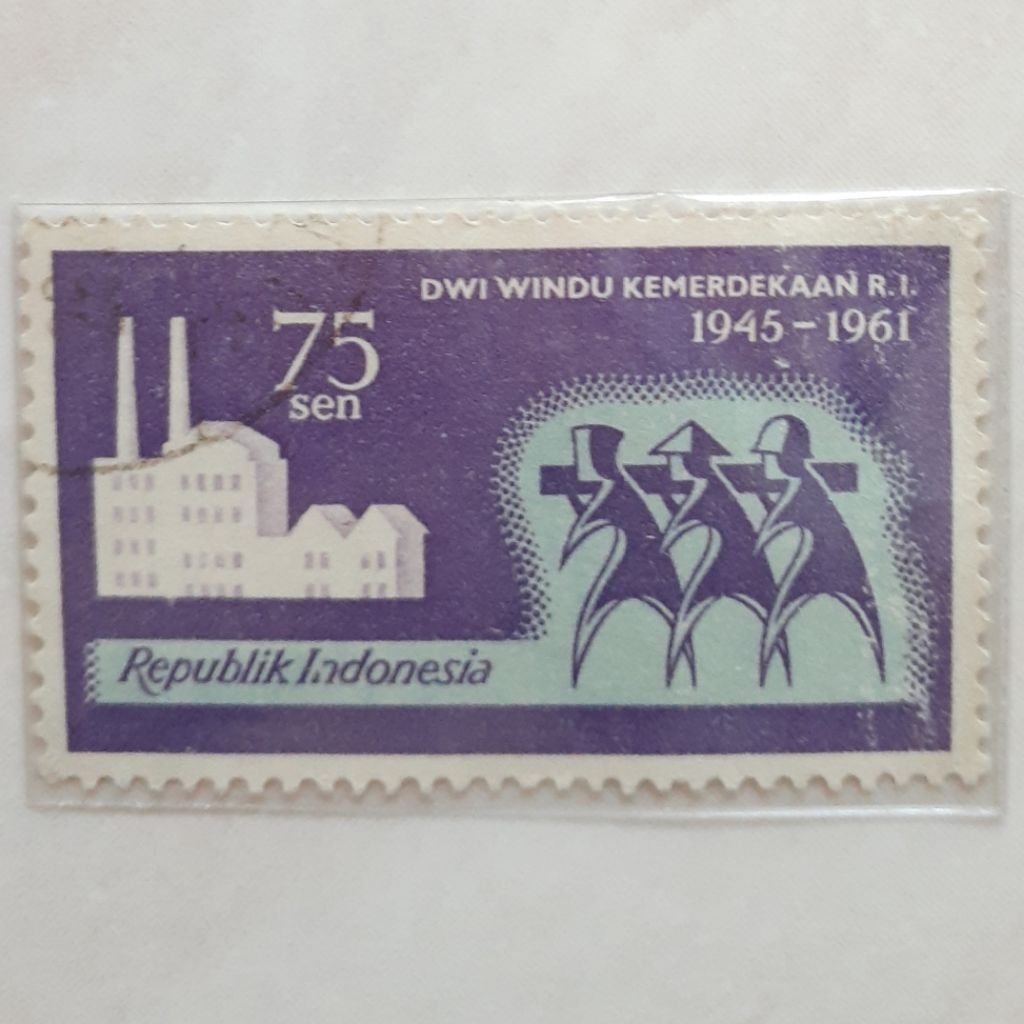 DWI WINDU KEMERDEKAAN R.I.
1945 - 1961
75
sen
Republik Indonesia